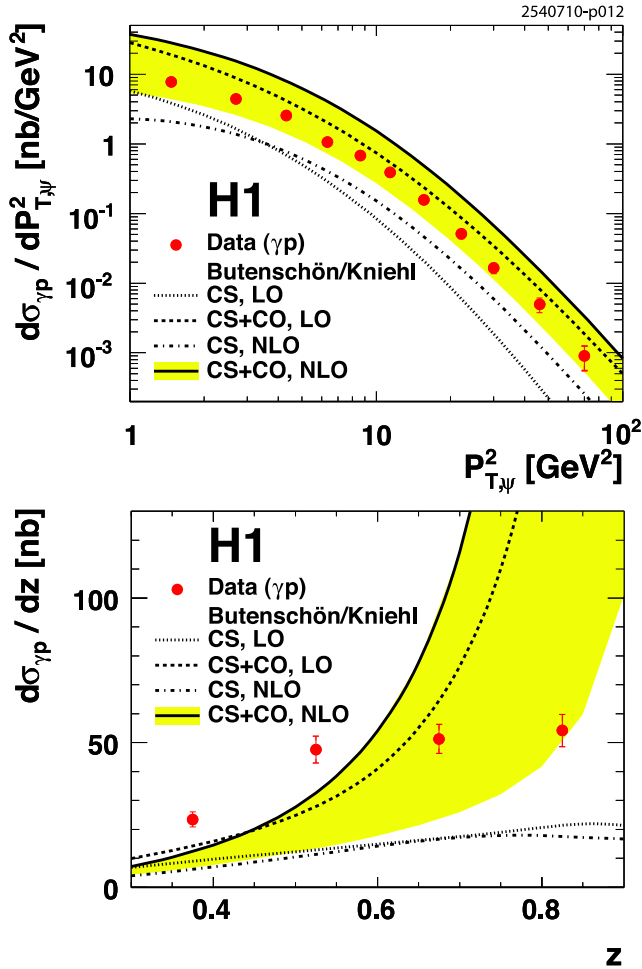 2540710-p012
dσγp / dP²T,ψ [nb/GeV²]
10
1
10⁻¹
10⁻²
10⁻³
H1
Data (γp)
Butenschön/Kniehl
CS, LO
CS+CO, LO
CS, NLO
CS+CO, NLO
1 10 10²
P²T,ψ [GeV²]
dσγp / dz [nb]
100
50
0
H1
Data (γp)
Butenschön/Kniehl
CS, LO
CS+CO, LO
CS, NLO
CS+CO, NLO
0.4 0.6 0.8
z